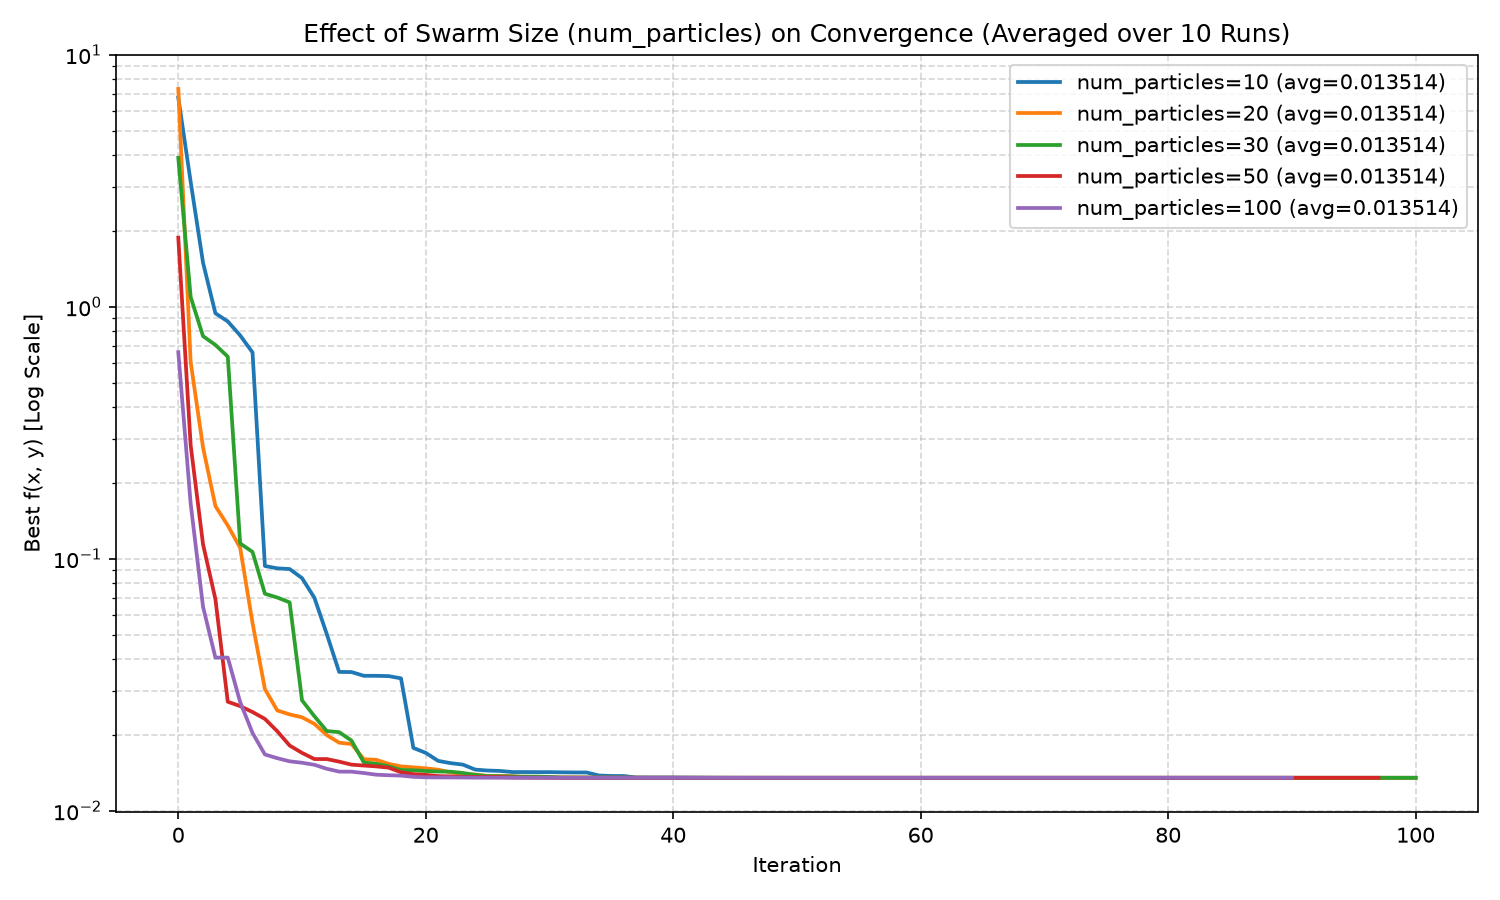 Effect of Swarm Size (num_particles) on Convergence (Averaged over 10 Runs)
Best f(x, y) [Log Scale]
10¹
10⁰
10⁻¹
10⁻²
num_particles=10 (avg=0.013514)
num_particles=20 (avg=0.013514)
num_particles=30 (avg=0.013514)
num_particles=50 (avg=0.013514)
num_particles=100 (avg=0.013514)
0 20 40 60 80 100
Iteration